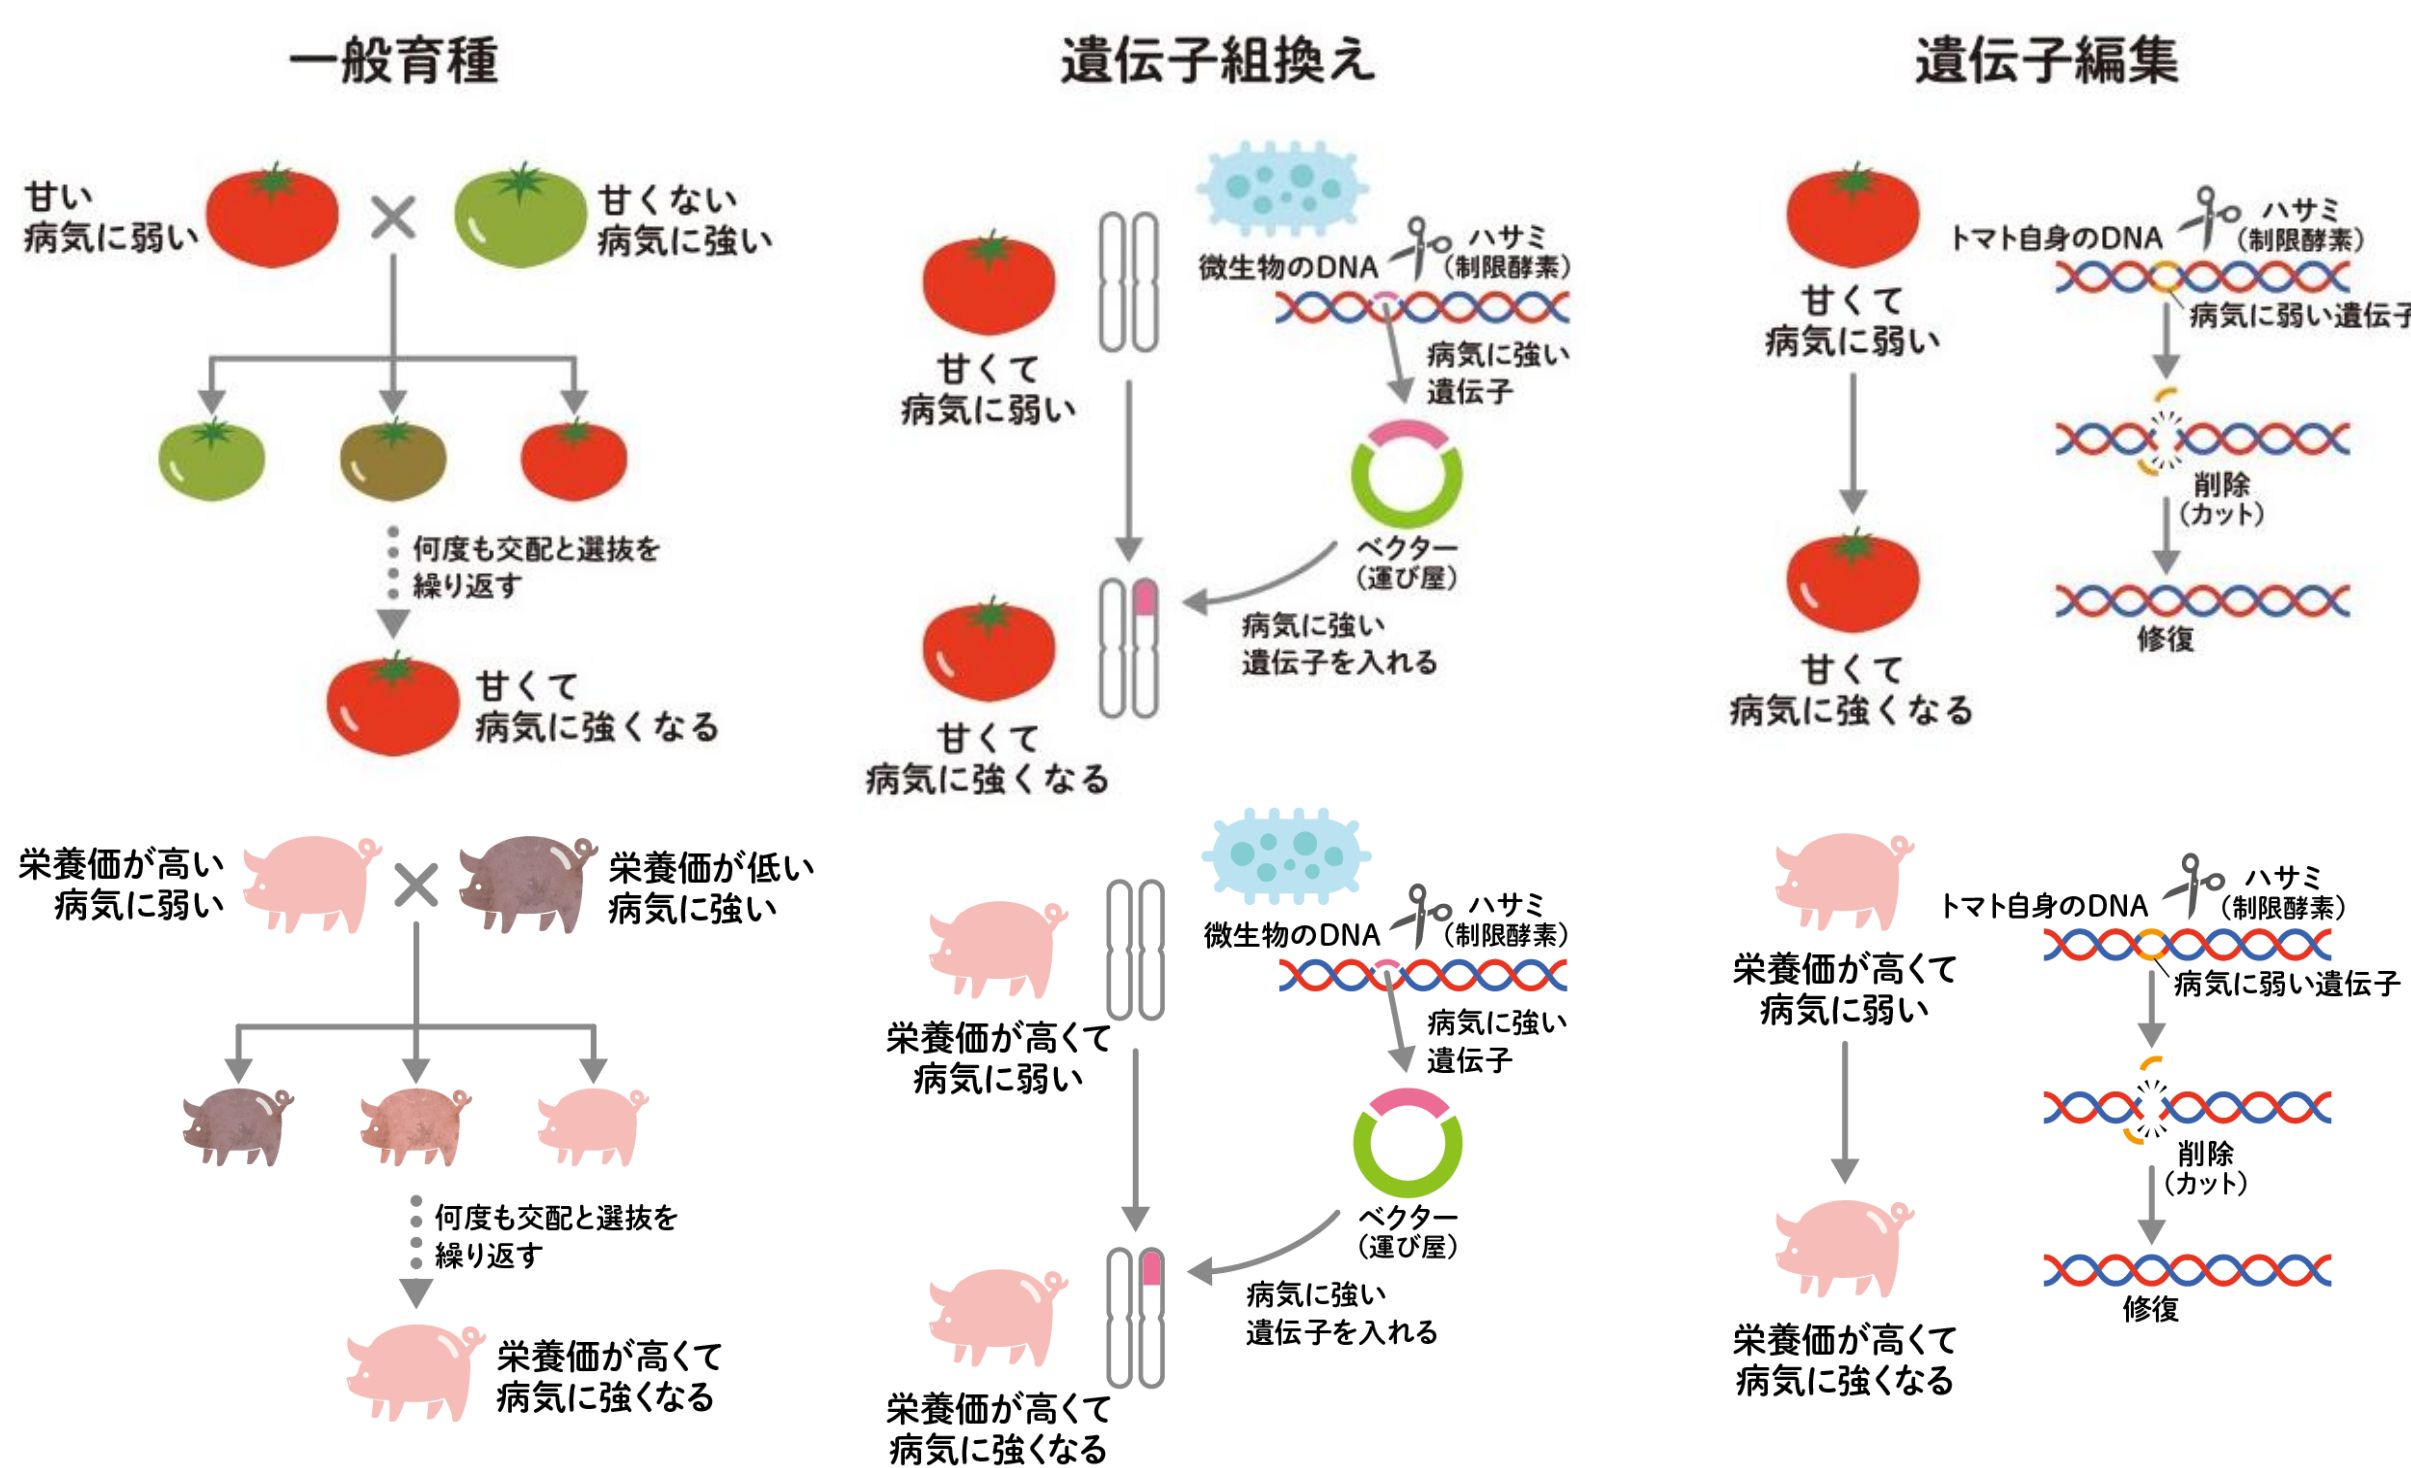 一般育種
甘い
病気に弱い
甘くない
病気に強い
何度も交配と選抜を
繰り返す
甘くて
病気に強くなる
遺伝子組換え
微生物のDNA
ハサミ
（制限酵素）
甘くて
病気に弱い
病気に強い
遺伝子
ベクター
（運び屋）
病気に強い
遺伝子を入れる
甘くて
病気に強くなる
遺伝子編集
トマト自身のDNA
ハサミ
（制限酵素）
病気に弱い遺伝子
甘くて
病気に弱い
削除
（カット）
修復
甘くて
病気に強くなる
栄養価が高い
病気に弱い
栄養価が低い
病気に強い
何度も交配と選抜を
繰り返す
栄養価が高くて
病気に強くなる
微生物のDNA
ハサミ
（制限酵素）
栄養価が高くて
病気に弱い
病気に強い
遺伝子
ベクター
（運び屋）
病気に強い
遺伝子を入れる
栄養価が高くて
病気に強くなる
トマト自身のDNA
ハサミ
（制限酵素）
病気に弱い遺伝子
栄養価が高くて
病気に弱い
削除
（カット）
修復
栄養価が高くて
病気に強くなる